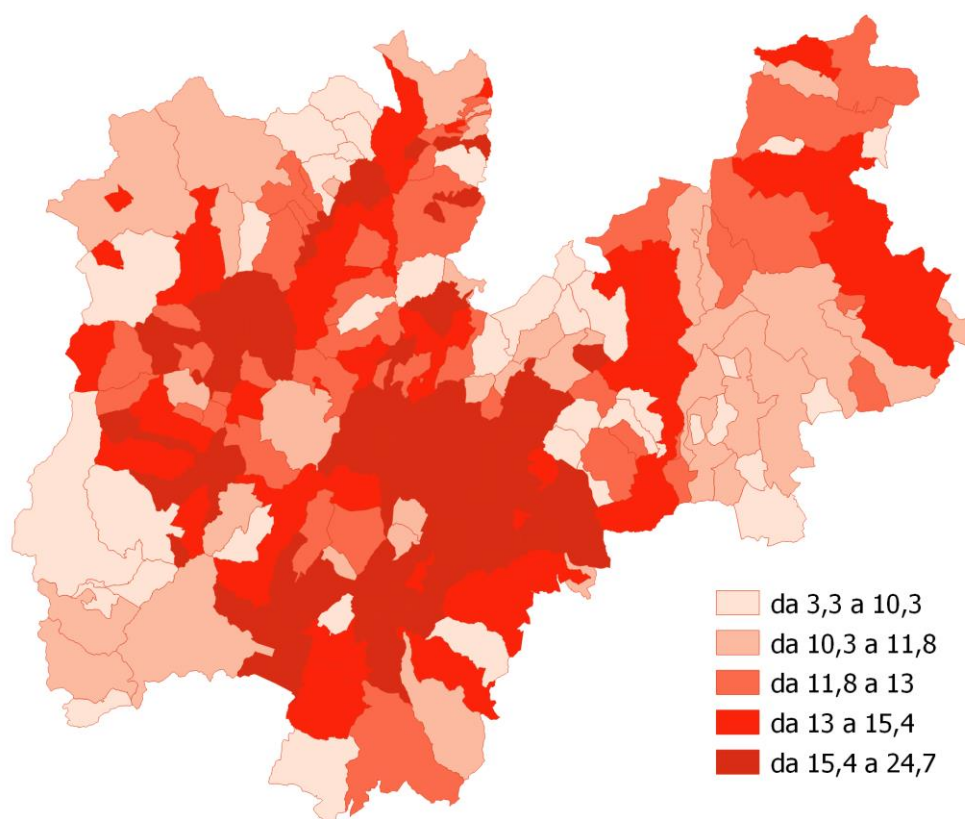 da 3,3 a 10,3
da 10,3 a 11,8
da 11,8 a 13
da 13 a 15,4
da 15,4 a 24,7